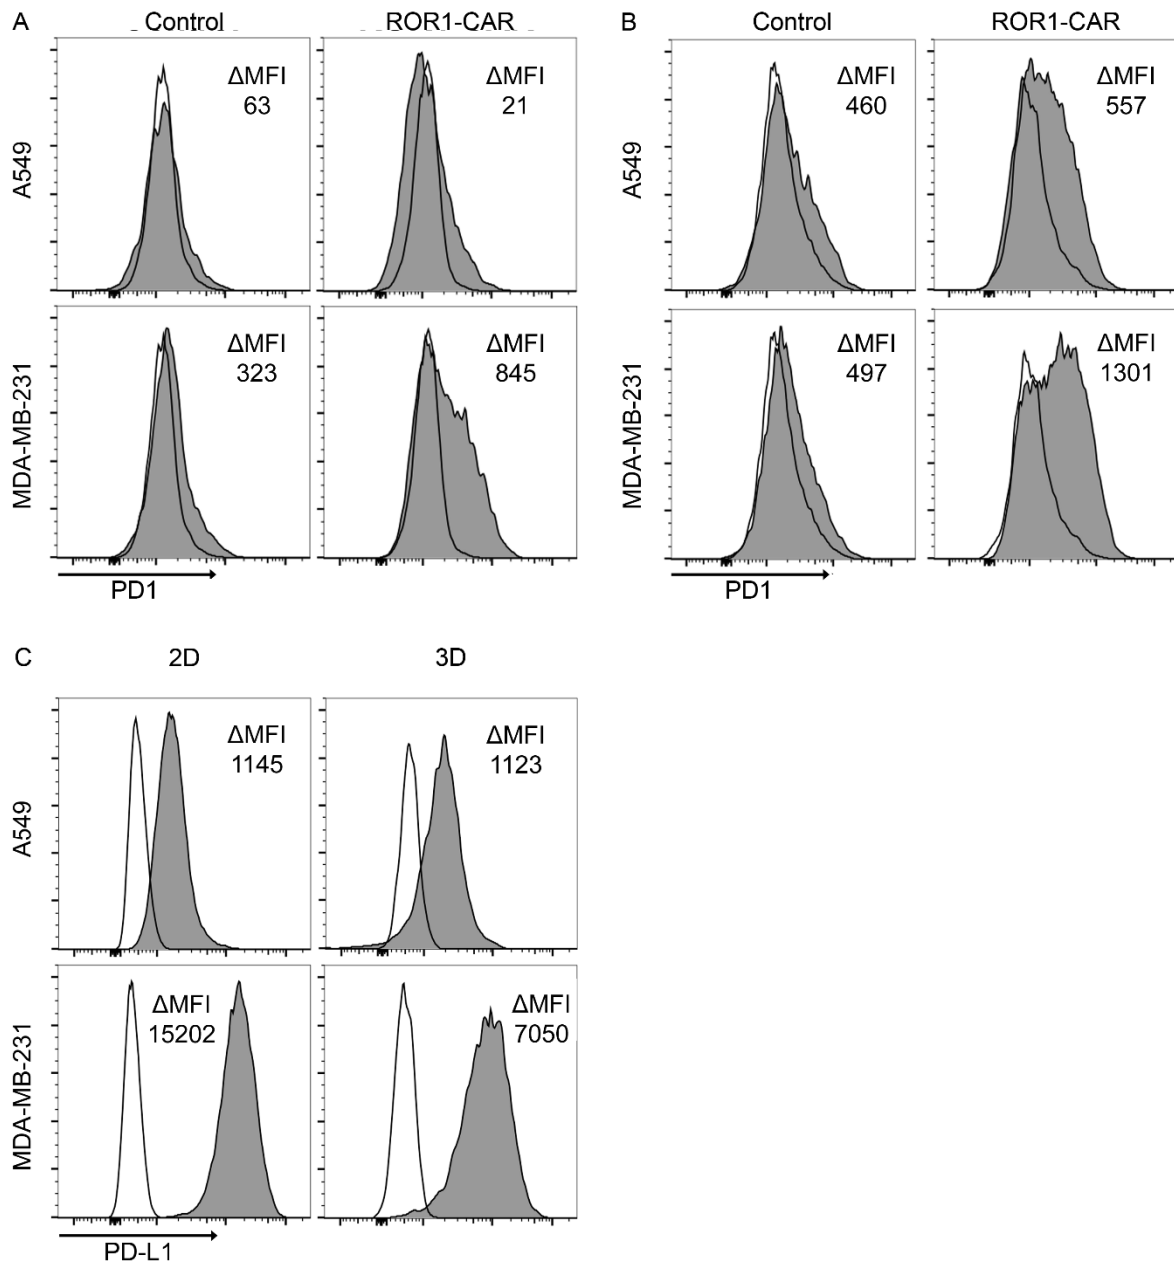 A
Control
ROR1-CAR
A549
ΔMFI
63
ΔMFI
21
MDA-MB-231
ΔMFI
323
ΔMFI
845
PD1
B
Control
ROR1-CAR
A549
ΔMFI
460
ΔMFI
557
MDA-MB-231
ΔMFI
497
ΔMFI
1301
PD1
C
2D
3D
A549
ΔMFI
1145
ΔMFI
1123
MDA-MB-231
ΔMFI
15202
ΔMFI
7050
PD-L1